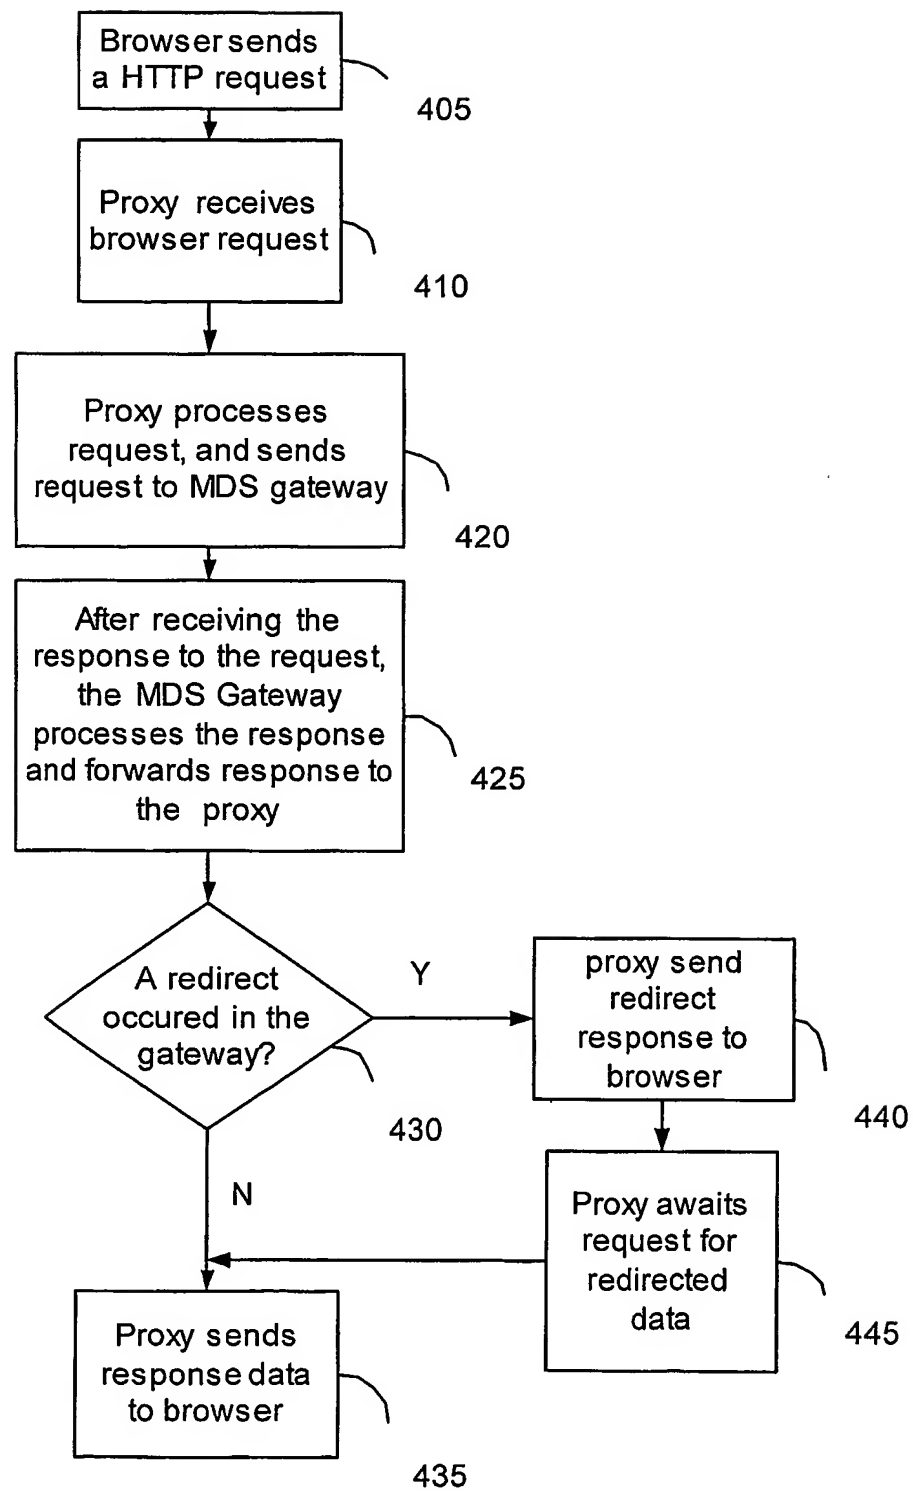 Browser sends
a HTTP request
405
Proxy receives
browser request
410
Proxy processes
request, and sends
request to MDS gateway
420
After receiving the
response to the request,
the MDS Gateway
processes the response
and forwards response to
the proxy
425
A redirect
occured in the
gateway?
430
Y
proxy send
redirect
response to
browser
440
N
Proxy awaits
request for
redirected
data
445
Proxy sends
response data
to browser
435